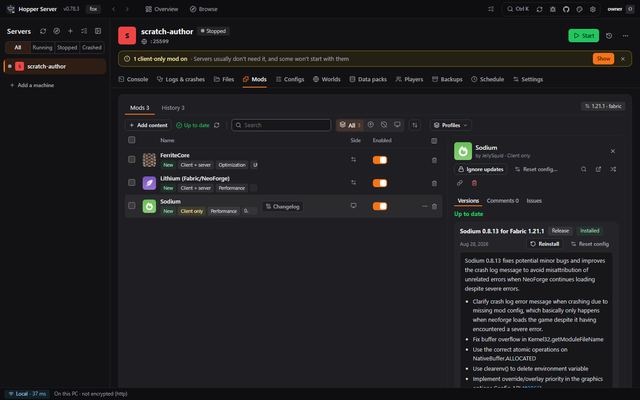 Hopper Server v0.78.3 fox Overview Browse Ctrl K owner O
Servers
All Running Stopped Crashed
S scratch-author
+ Add a machine
S scratch-author Stopped
:25599
Start
1 client-only mod on · Servers usually don't need it, and some won't start with them
Show
Console Logs & crashes Files Mods Configs Worlds Data packs Players Backups Schedule Settings
Mods 3 History 3
1.21.1 · fabric
+ Add content Up to date Search All 3 Profiles
Name Side Enabled
FerriteCore
New Client + server Optimization
Lithium (Fabric/NeoForge)
New Client + server Performance
Sodium
New Client only Performance 0. Changelog
Sodium
by JellySquid · Client only
Ignore updates Reset config...
Versions Comments 0 Issues
Up to date
Sodium 0.8.13 for Fabric 1.21.1 Release Installed
Aug 28, 2026 Reinstall Reset config
Sodium 0.8.13 fixes potential minor bugs and improves
the crash log message to avoid misattribution of
unrelated errors when NeoForge continues loading
despite severe errors.
• Clarify crash log error message when crashing due to
missing mod config, which basically only happens
when neoforge loads the game despite it having
encountered a severe error.
• Fix buffer overflow in Kernel32.getModuleFileName
• Use the correct atomic operations on
NativeBuffer.ALLOCATED
• Use clearenv() to delete environment variable
• Implement override/overlay priority in the graphics
Local · 37 ms On this PC · not encrypted (http)